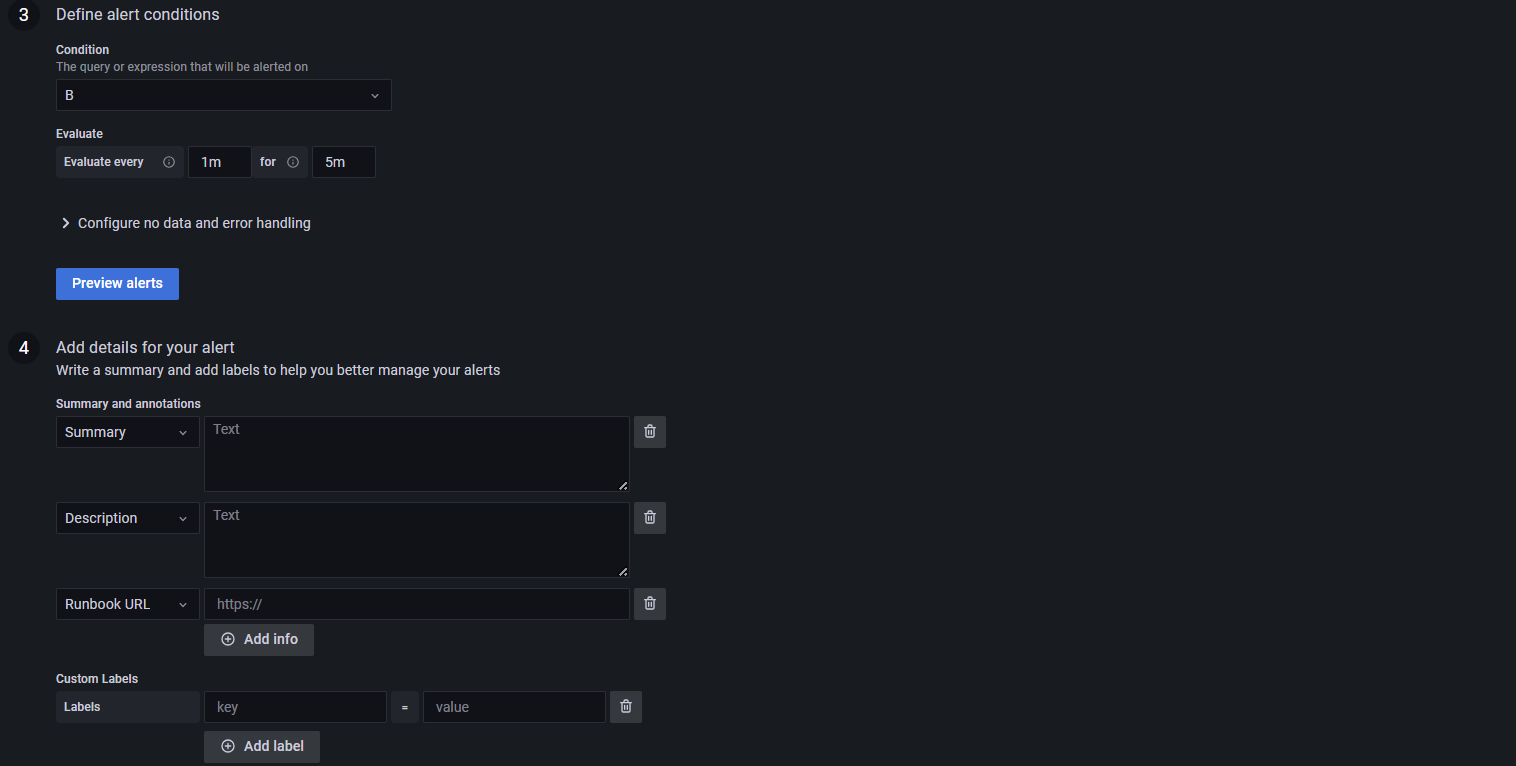 3 Define alert conditions
Condition
The query or expression that will be alerted on
B
Evaluate
Evaluate every 1m for 5m
Configure no data and error handling
Preview alerts
4 Add details for your alert
Write a summary and add labels to help you better manage your alerts
Summary and annotations
Summary Text
Description Text
Runbook URL https://
Add info
Custom Labels
Labels key = value
Add label